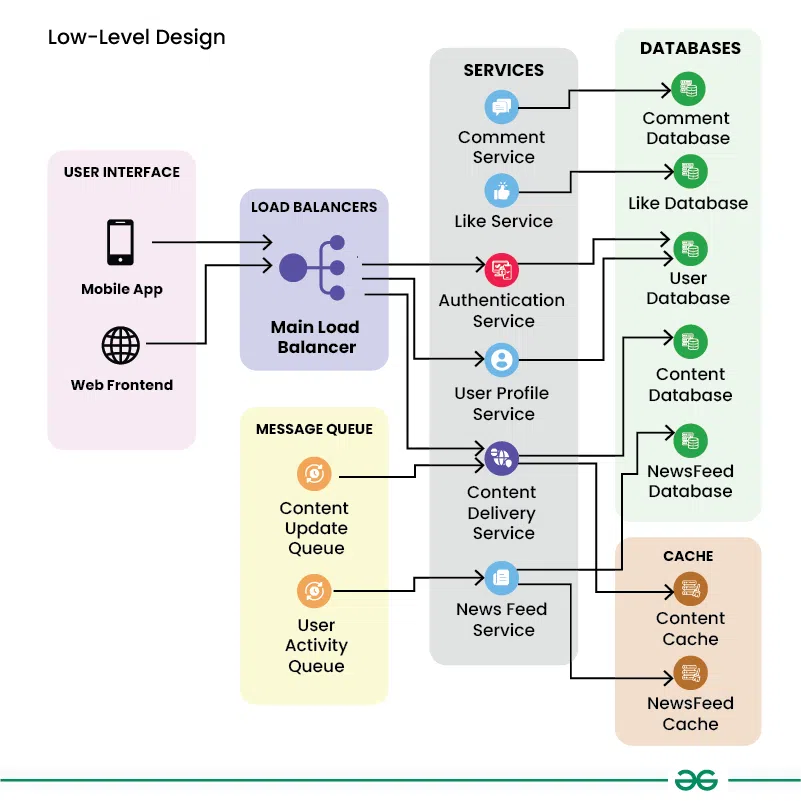 Low-Level Design
USER INTERFACE
Mobile App
Web Frontend
LOAD BALANCERS
Main Load
Balancer
MESSAGE QUEUE
Content
Update
Queue
User
Activity
Queue
SERVICES
Comment
Service
Like Service
Authentication
Service
User Profile
Service
Content
Delivery
Service
News Feed
Service
DATABASES
Comment
Database
Like Database
User
Database
Content
Database
NewsFeed
Database
CACHE
Content
Cache
NewsFeed
Cache